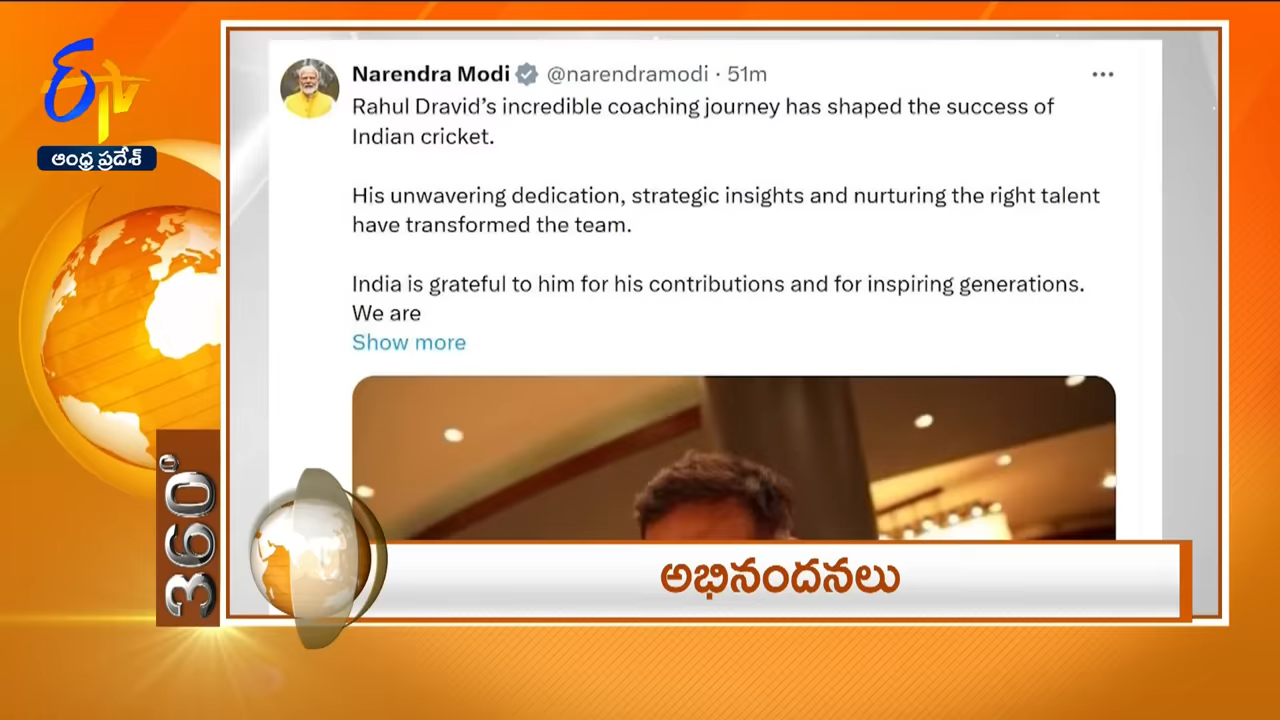 ETV
ఆంధ్ర ప్రదేశ్
Narendra Modi @narendramodi · 51m
Rahul Dravid’s incredible coaching journey has shaped the success of
Indian cricket.
His unwavering dedication, strategic insights and nurturing the right talent
have transformed the team.
India is grateful to him for his contributions and for inspiring generations.
We are
Show more
360°
అభినందనలు